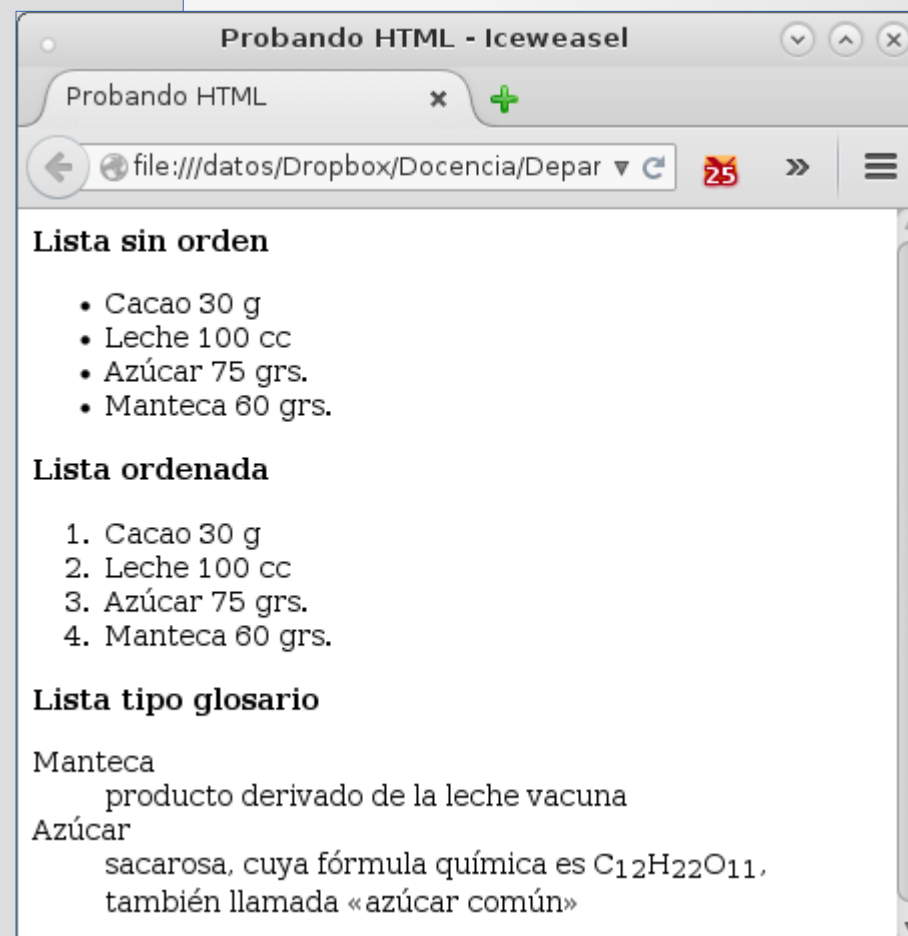 Probando HTML - Iceweasel
Probando HTML
file:///datos/Dropbox/Docencia/Depar
25
Lista sin orden
• Cacao 30 g
• Leche 100 cc
• Azúcar 75 grs.
• Manteca 60 grs.
Lista ordenada
1. Cacao 30 g
2. Leche 100 cc
3. Azúcar 75 grs.
4. Manteca 60 grs.
Lista tipo glosario
Manteca
producto derivado de la leche vacuna
Azúcar
sacarosa, cuya fórmula química es C₁₂H₂₂O₁₁,
también llamada «azúcar común»